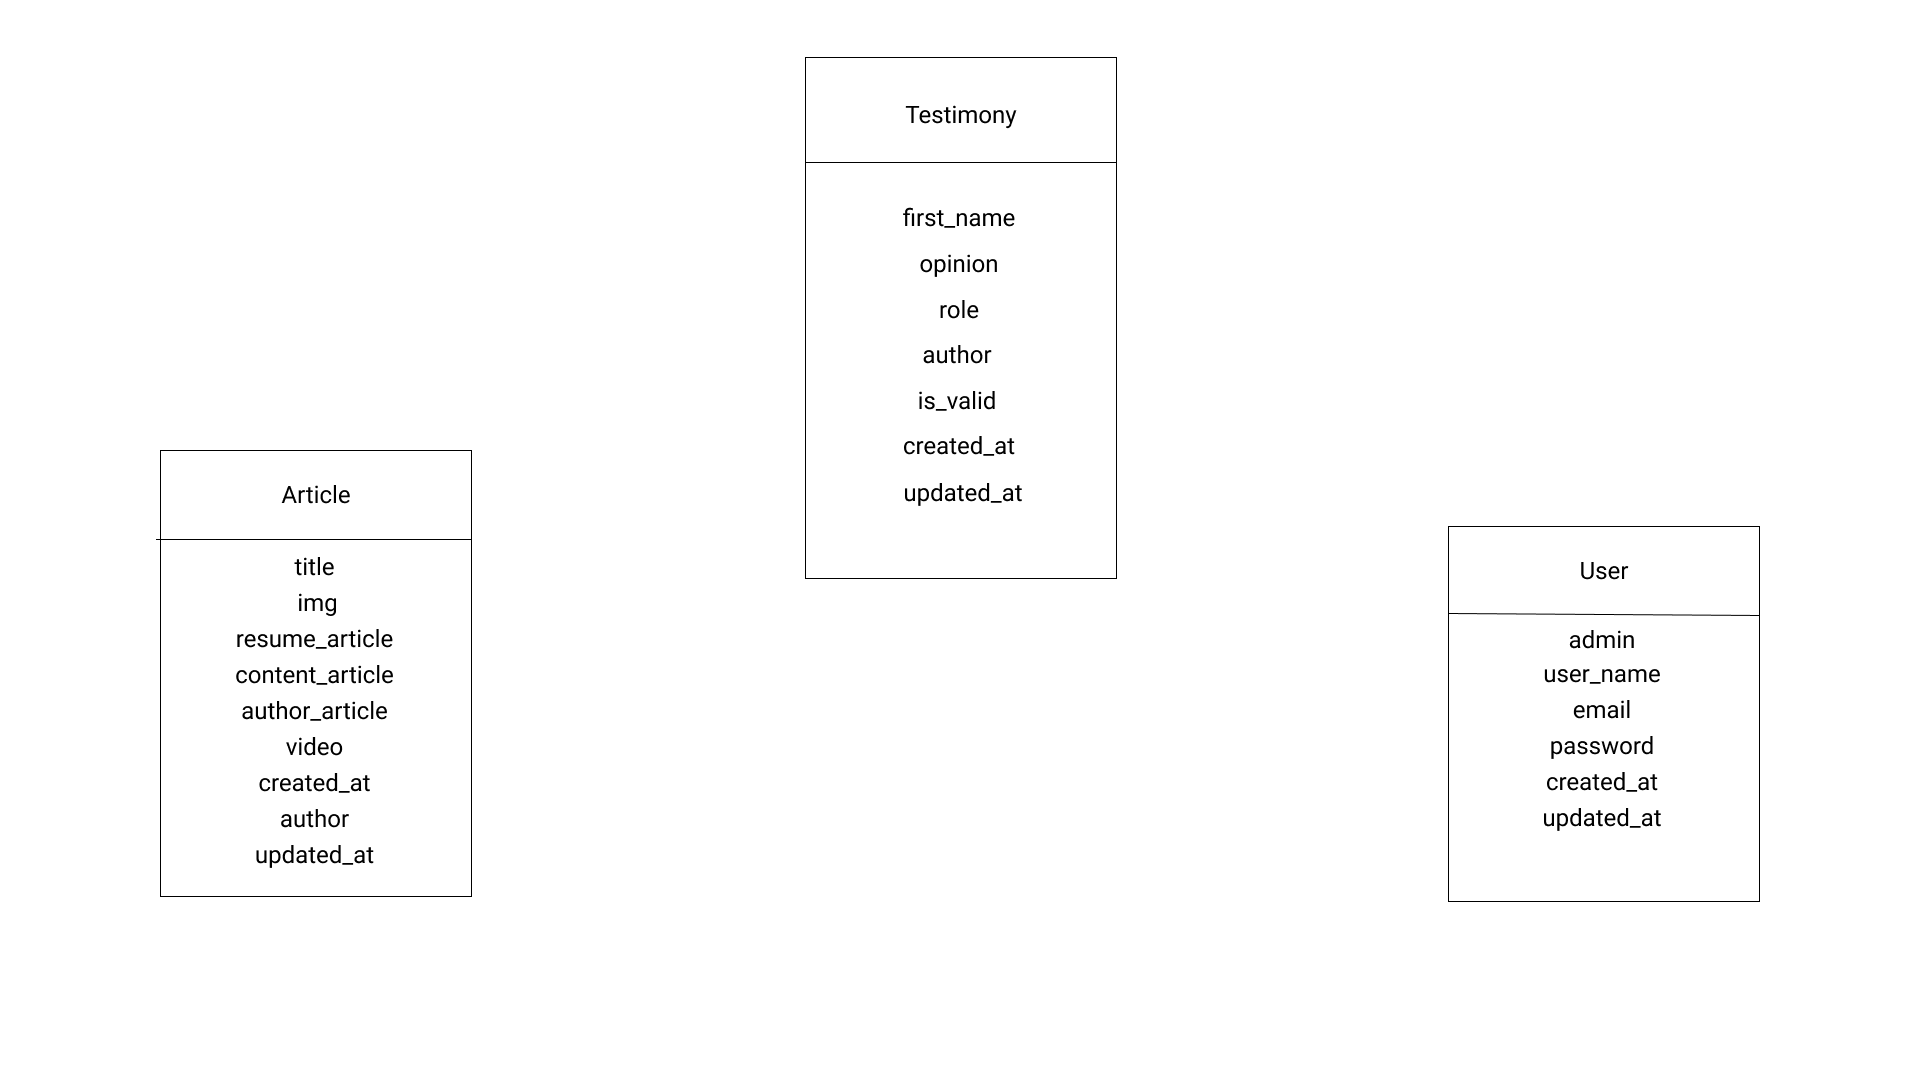 Testimony
first_name
opinion
role
author
is_valid
created_at
updated_at
Article
title
img
resume_article
content_article
author_article
video
created_at
author
updated_at
User
admin
user_name
email
password
created_at
updated_at